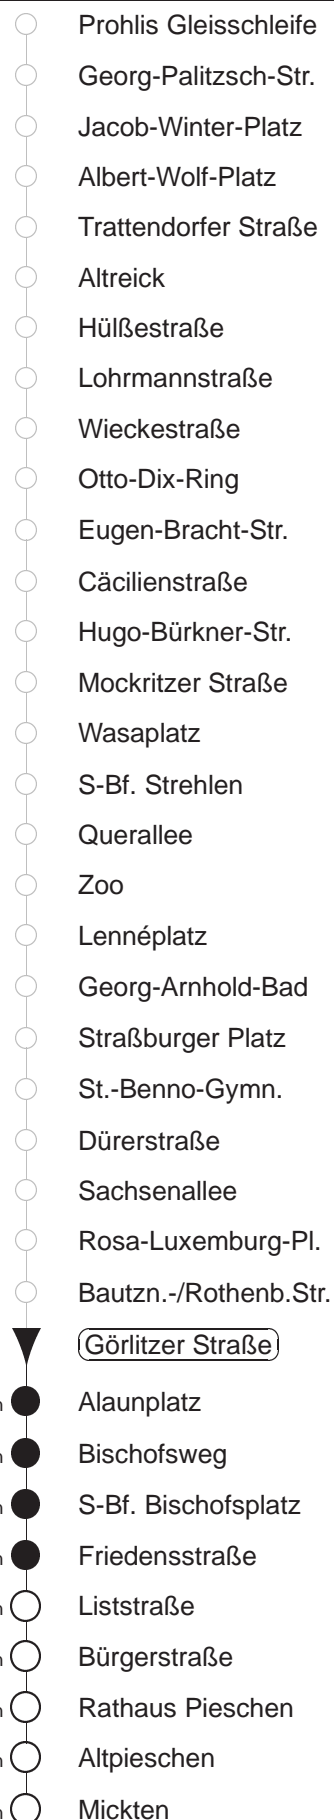 Prohlis Gleisschleife
Georg-Palitzsch-Str.
Jacob-Winter-Platz
Albert-Wolf-Platz
Trattendorfer Straße
Altreick
Hülßestraße
Lohrmannstraße
Wieckestraße
Otto-Dix-Ring
Eugen-Bracht-Str.
Cäcilienstraße
Hugo-Bürkner-Str.
Mockritzer Straße
Wasaplatz
S-Bf. Strehlen
Querallee
Zoo
Lennéplatz
Georg-Arnhold-Bad
Straßburger Platz
St.-Benno-Gymn.
Dürerstraße
Sachsenallee
Rosa-Luxemburg-Pl.
Bautzn.-/Rothenb.Str.
Görlitzer Straße
Alaunplatz
Bischofsweg
S-Bf. Bischofsplatz
Friedensstraße
Liststraße
Bürgerstraße
Rathaus Pieschen
Altpieschen
Mickten